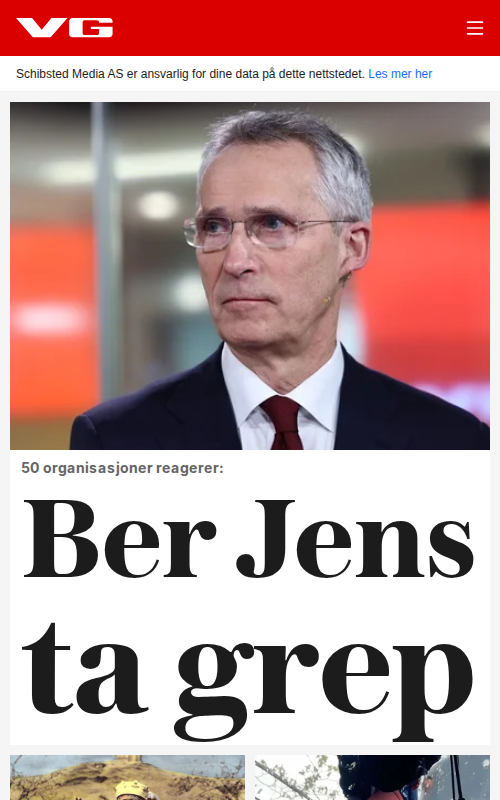 VG
Schibsted Media AS er ansvarlig for dine data på dette nettstedet. Les mer her
50 organisasjoner reagerer:
Ber Jens
ta grep